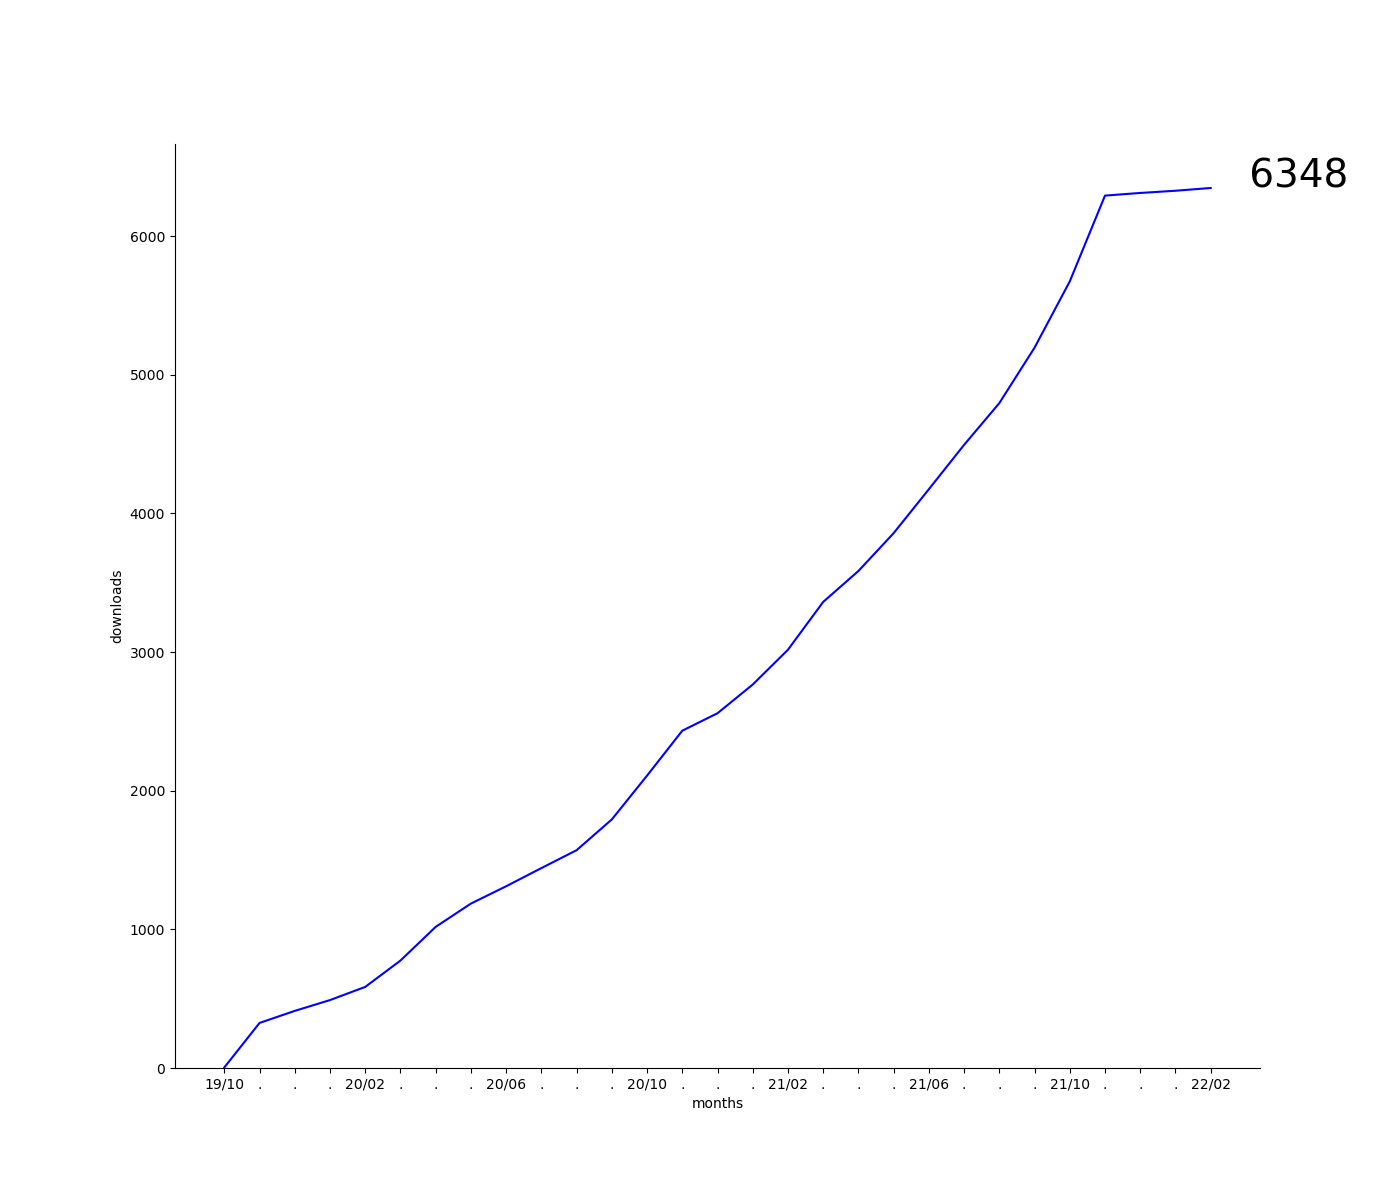 6348
6000
5000
4000
3000
2000
1000
0
downloads
19/10 . . . 20/02 . . . 20/06 . . . 20/10 . . . 21/02 . . . 21/06 . . . 21/10 . . . 22/02
months